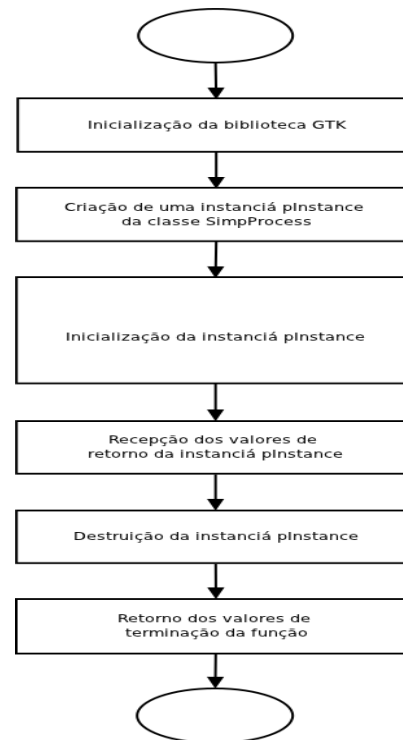 Inicialização da biblioteca GTK
Criação de uma instanciá pInstance
da classe SimpProcess
Inicialização da instanciá pInstance
Recepção dos valores de
retorno da instanciá pInstance
Destruição da instanciá pInstance
Retorno dos valores de
terminação da função